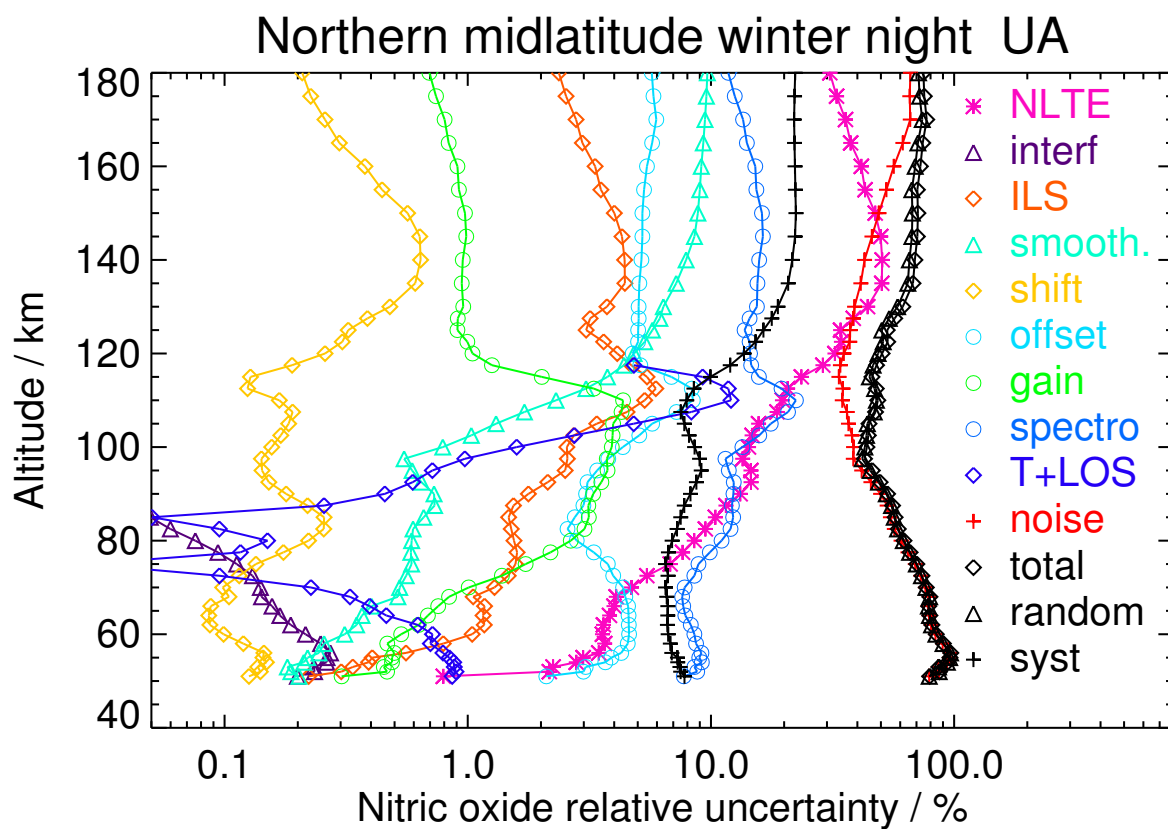 Northern midlatitude winter night UA
180
160
140
120
100
80
60
40
Altitude / km
NLTE
interf
ILS
smooth.
shift
offset
gain
spectro
T+LOS
noise
total
random
syst
0.1
1.0
10.0
100.0
Nitric oxide relative uncertainty / %